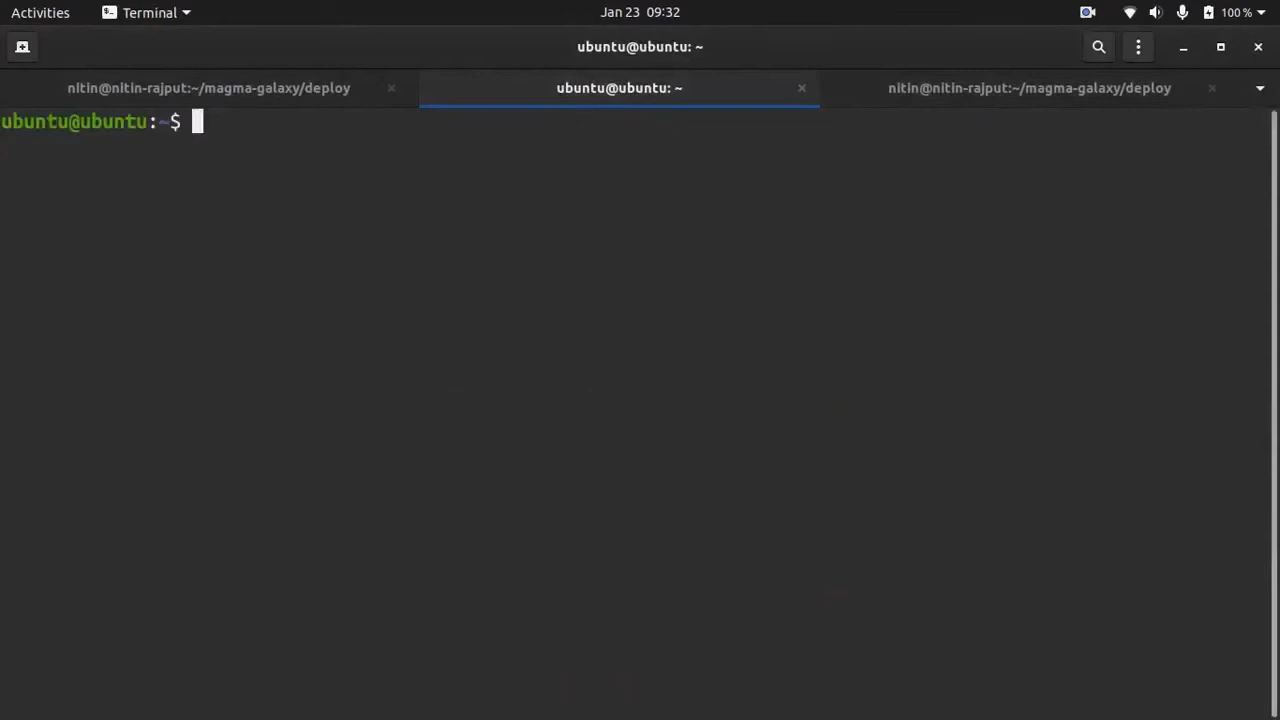 Activities Terminal Jan 23 09:32 100 %
ubuntu@ubuntu: ~
nitin@nitin-rajput:~/magma-galaxy/deploy ubuntu@ubuntu: ~ nitin@nitin-rajput:~/magma-galaxy/deploy
ubuntu@ubuntu:~$